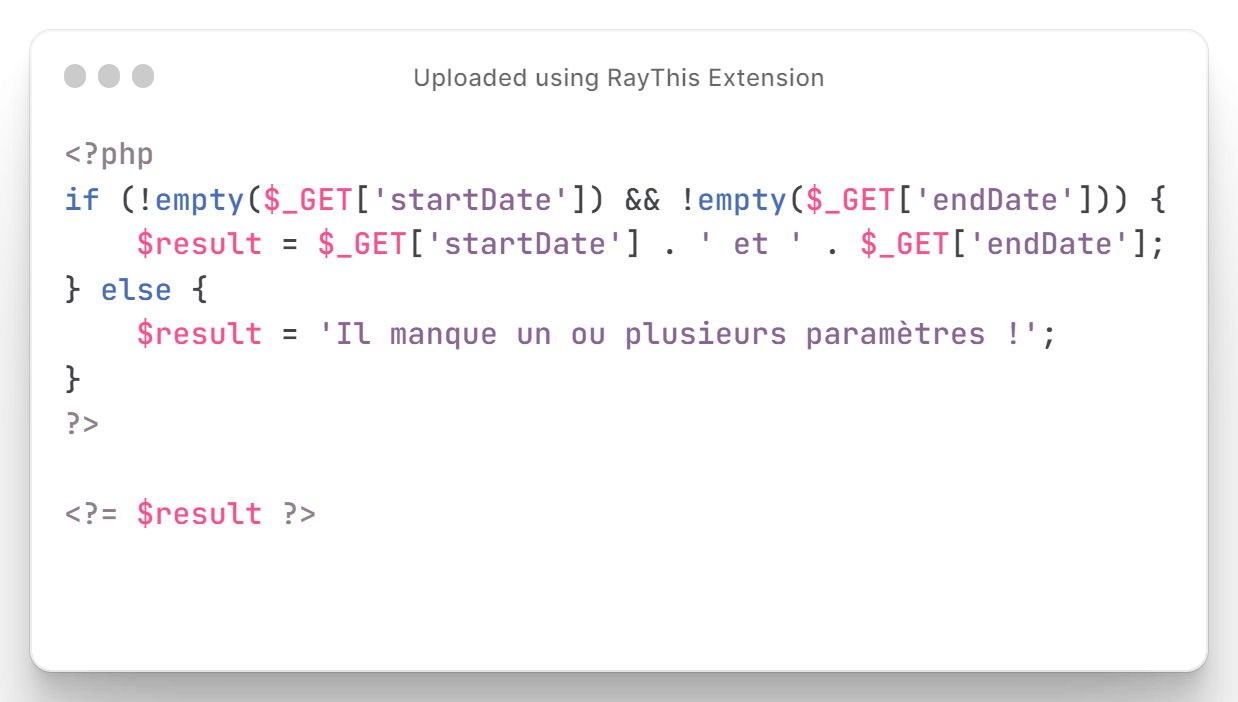 Uploaded using RayThis Extension
<?php
if (!empty($_GET['startDate']) && !empty($_GET['endDate'])) {
    $result = $_GET['startDate'] . ' et ' . $_GET['endDate'];
} else {
    $result = 'Il manque un ou plusieurs paramètres !';
}
?>

<?= $result ?>